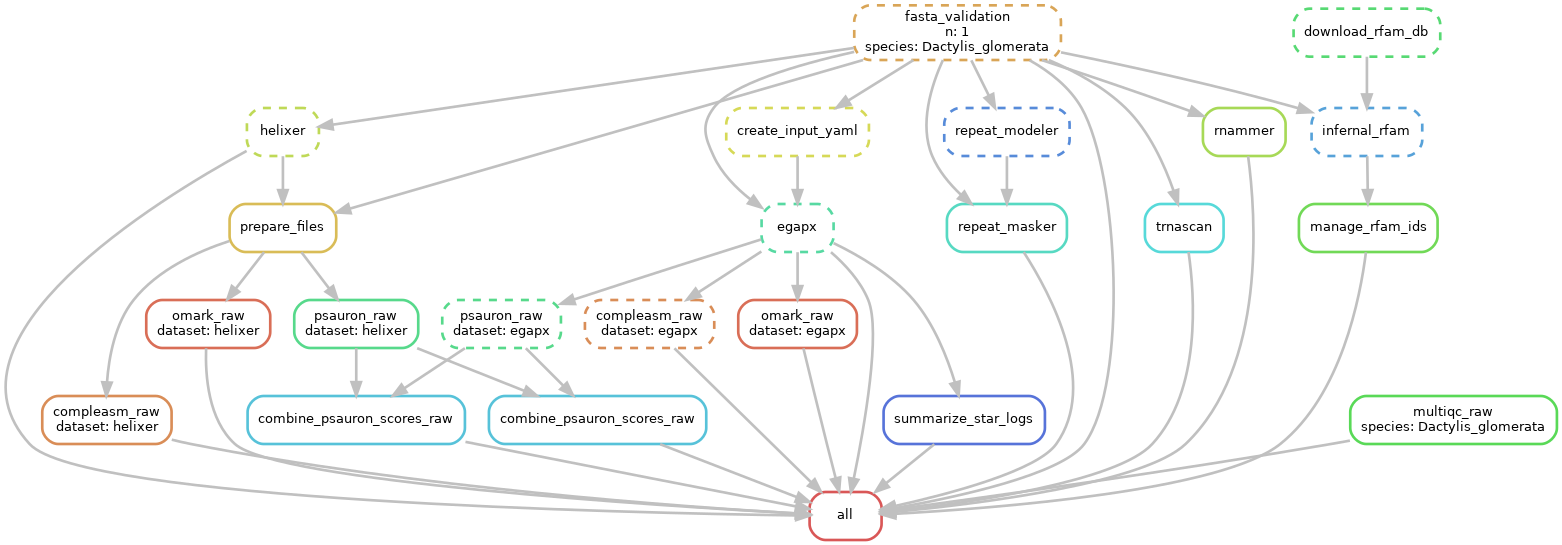 fasta_validation
n: 1
species: Dactylis_glomerata
download_rfam_db
helixer
create_input_yaml
repeat_modeler
rnammer
infernal_rfam
prepare_files
egapx
repeat_masker
trnascan
manage_rfam_ids
omark_raw
dataset: helixer
psauron_raw
dataset: helixer
psauron_raw
dataset: egapx
compleasm_raw
dataset: egapx
omark_raw
dataset: egapx
compleasm_raw
dataset: helixer
combine_psauron_scores_raw
combine_psauron_scores_raw
summarize_star_logs
multiqc_raw
species: Dactylis_glomerata
all